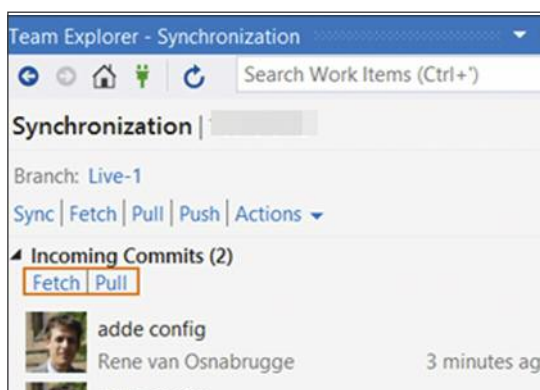 Team Explorer - Synchronization
Search Work Items (Ctrl+')
Synchronization |
Branch: Live-1
Sync | Fetch | Pull | Push | Actions
Incoming Commits (2)
Fetch | Pull
adde config
Rene van Osnabrugge 3 minutes ag